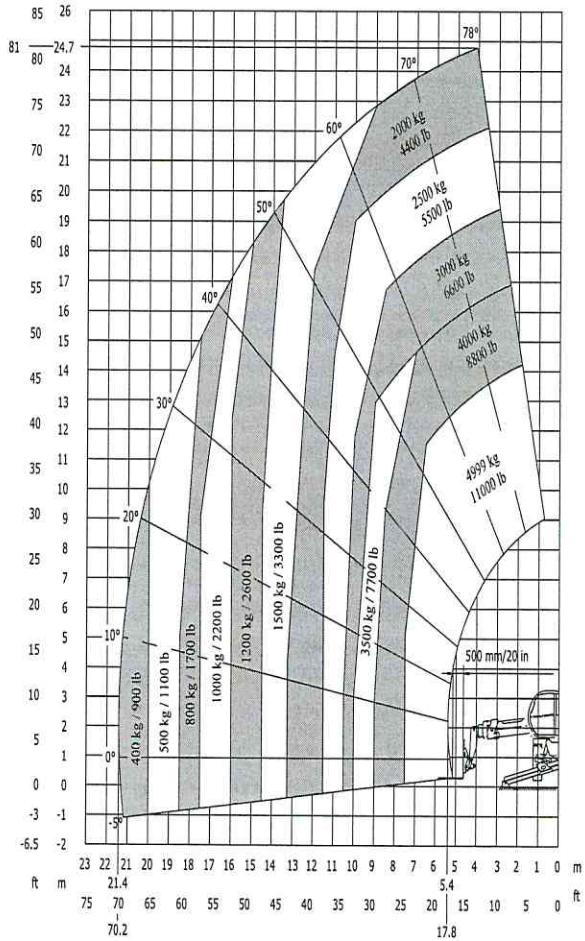 85 26
81 24.7
80 24
75 23
22
70 21
65 20
19
60 18
17
55 16
50 15
14
45 13
12
40 11
35 10
30 9
8
25 7
20 6
5
15 4
10 3
5 2
1
0 0
-3 -1
-6.5 -2
ft m
78°
70°
60°
50°
40°
30°
20°
10°
0°
-5°
2000 kg
4400 lb
2500 kg
5500 lb
3000 kg
6600 lb
4000 kg
8800 lb
4999 kg
11000 lb
400 kg / 900 lb
500 kg / 1100 lb
800 kg / 1700 lb
1000 kg / 2200 lb
1200 kg / 2600 lb
1500 kg / 3300 lb
3500 kg / 7700 lb
500 mm/20 in
23 22 21 20 19 18 17 16 15 14 13 12 11 10 9 8 7 6 5 4 3 2 1 0 m
21.4 5.4
75 70 65 60 55 50 45 40 35 30 25 20 15 10 5 0 ft
70.2 17.8